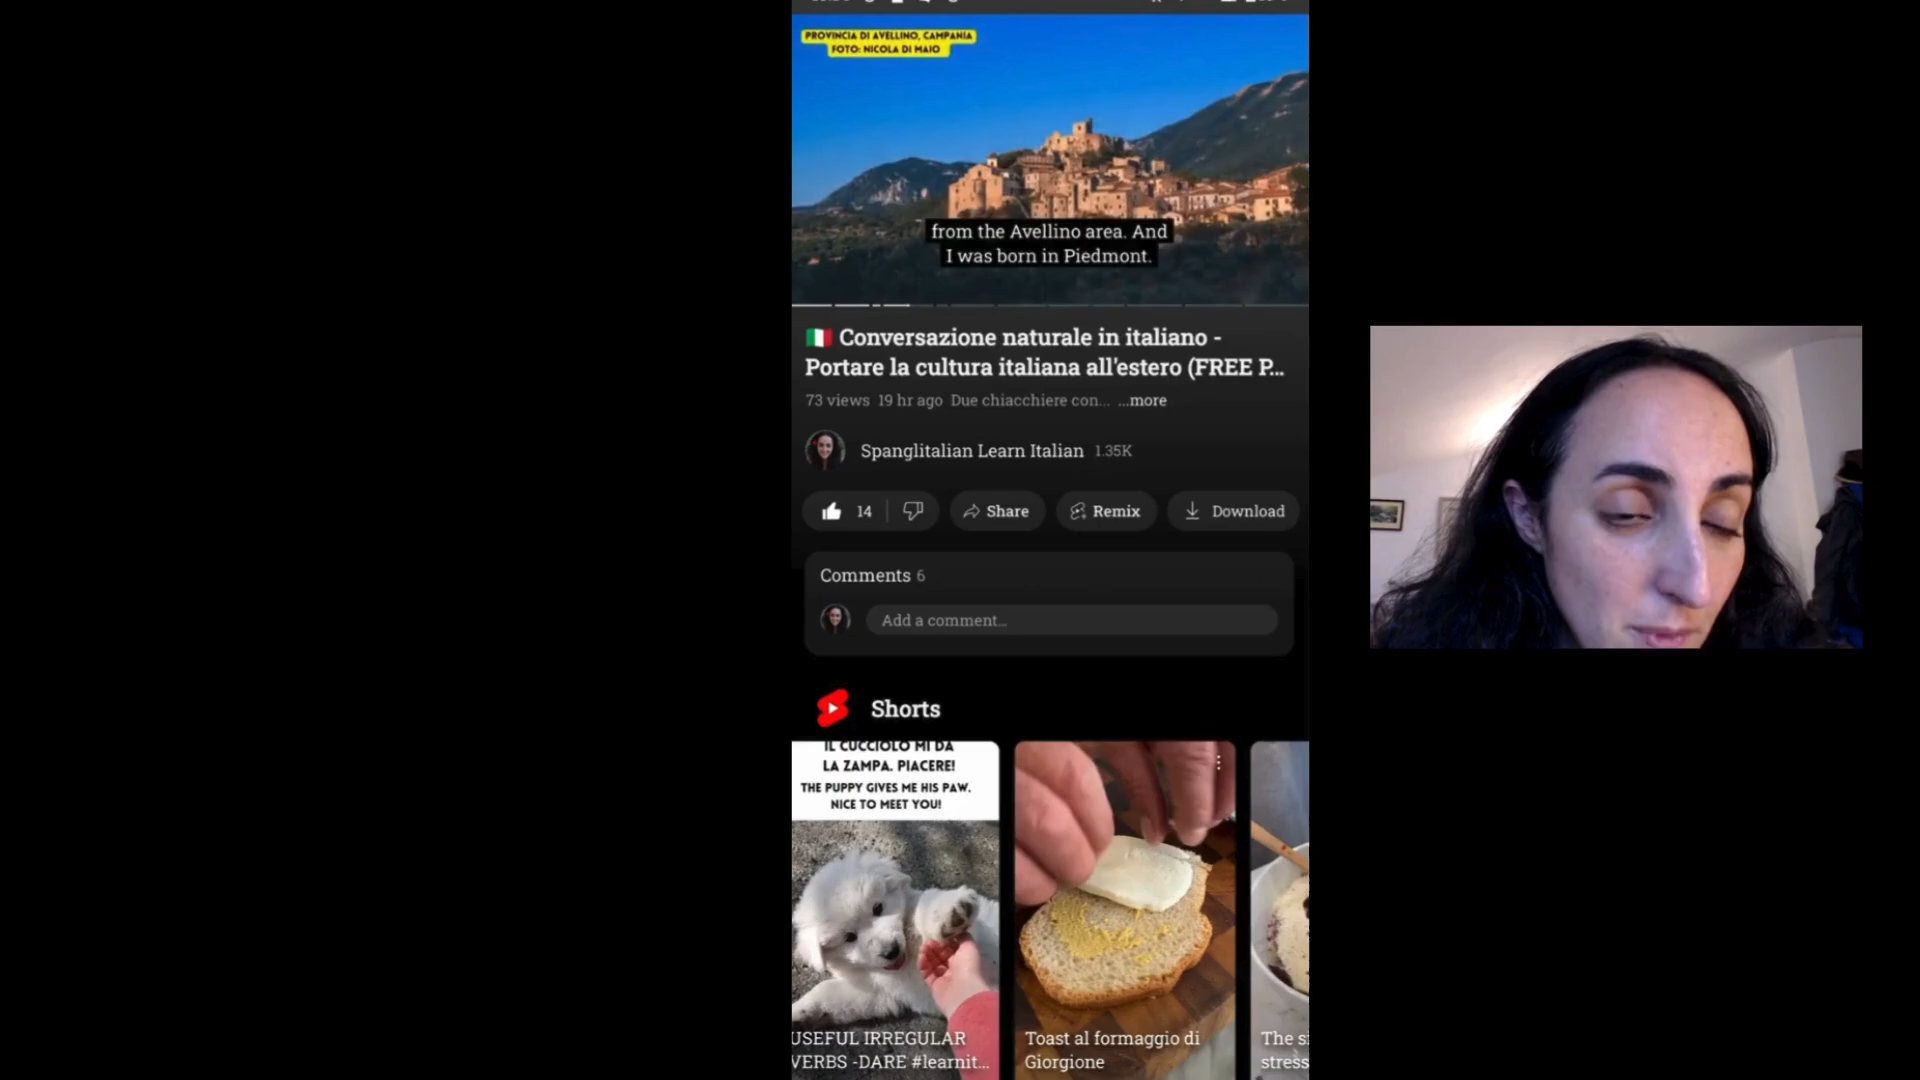 PROVINCIA DI AVELLINO, CAMPANIA
FOTO: NICOLA DI MAIO
from the Avellino area. And
I was born in Piedmont.
🇮🇹 Conversazione naturale in italiano -
Portare la cultura italiana all'estero (FREE P...
73 views 19 hr ago Due chiacchiere con... ...more
Spanglitalian Learn Italian 1.35K
14 Share Remix Download
Comments 6
Add a comment...
Shorts
IL CUCCIOLO MI DA
LA ZAMPA. PIACERE!
THE PUPPY GIVES ME HIS PAW.
NICE TO MEET YOU!
USEFUL IRREGULAR
VERBS -DARE #learnit...
Toast al formaggio di
Giorgione
The s
stress